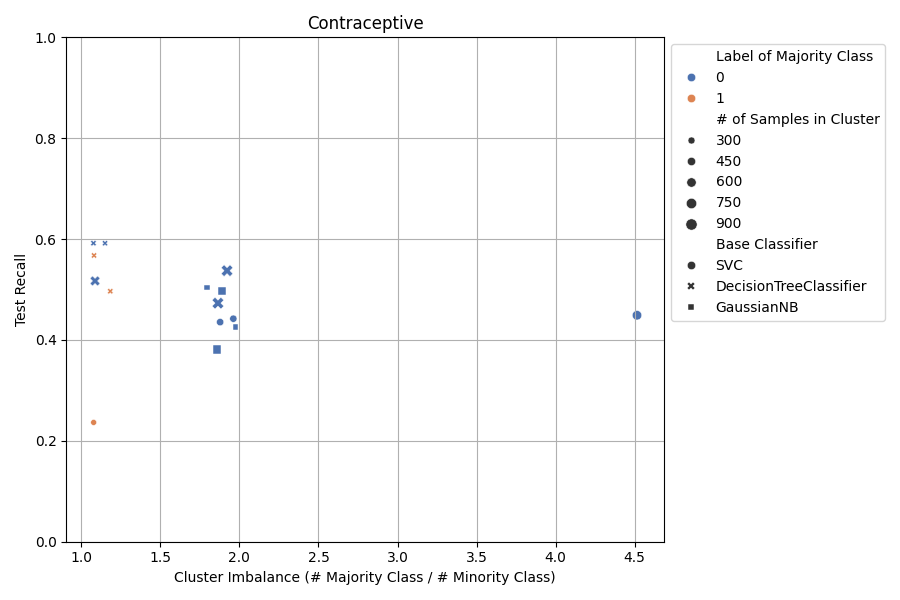 Contraceptive
1.0
0.8
0.6
0.4
0.2
0.0
Test Recall
1.0 1.5 2.0 2.5 3.0 3.5 4.0 4.5
Cluster Imbalance (# Majority Class / # Minority Class)
Label of Majority Class
0
1
# of Samples in Cluster
300
450
600
750
900
Base Classifier
SVC
DecisionTreeClassifier
GaussianNB